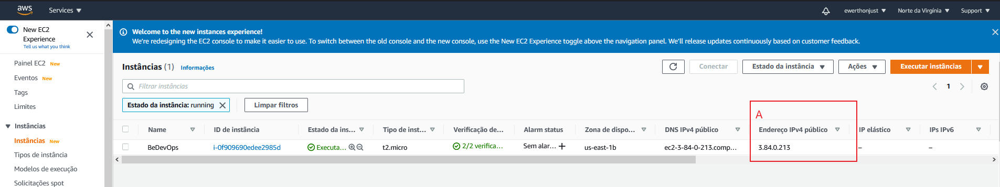 aws
Services
ewerthonjust
Norte da Virgínia
Support
New EC2
Experience
Tell us what you think
Welcome to the new instances experience!
We're redesigning the EC2 console to make it easier to use. To switch between the old console and the new console, use the New EC2 Experience toggle above the navigation panel. We'll release updates continuously based on customer feedback.
Painel EC2 New
Eventos New
Tags
Limites
Instâncias
Instâncias New
Tipos de instância
Modelos de execução
Solicitações spot
Instâncias (1) Informações
Conectar
Estado da instância
Ações
Executar instâncias
Filtrar instâncias
1
Estado da instância: running
Limpar filtros
A
Name
ID de instância
Estado da ins...
Tipo de inst...
Verificação de...
Alarm status
Zona de dispo...
DNS IPv4 público
Endereço IPv4 público
IP elástico
IPs IPv6
BeDevOps
i-0f909690edee2985d
Executa...
t2.micro
2/2 verifica...
Sem alar...
us-east-1b
ec2-3-84-0-213.comp...
3.84.0.213
–
–